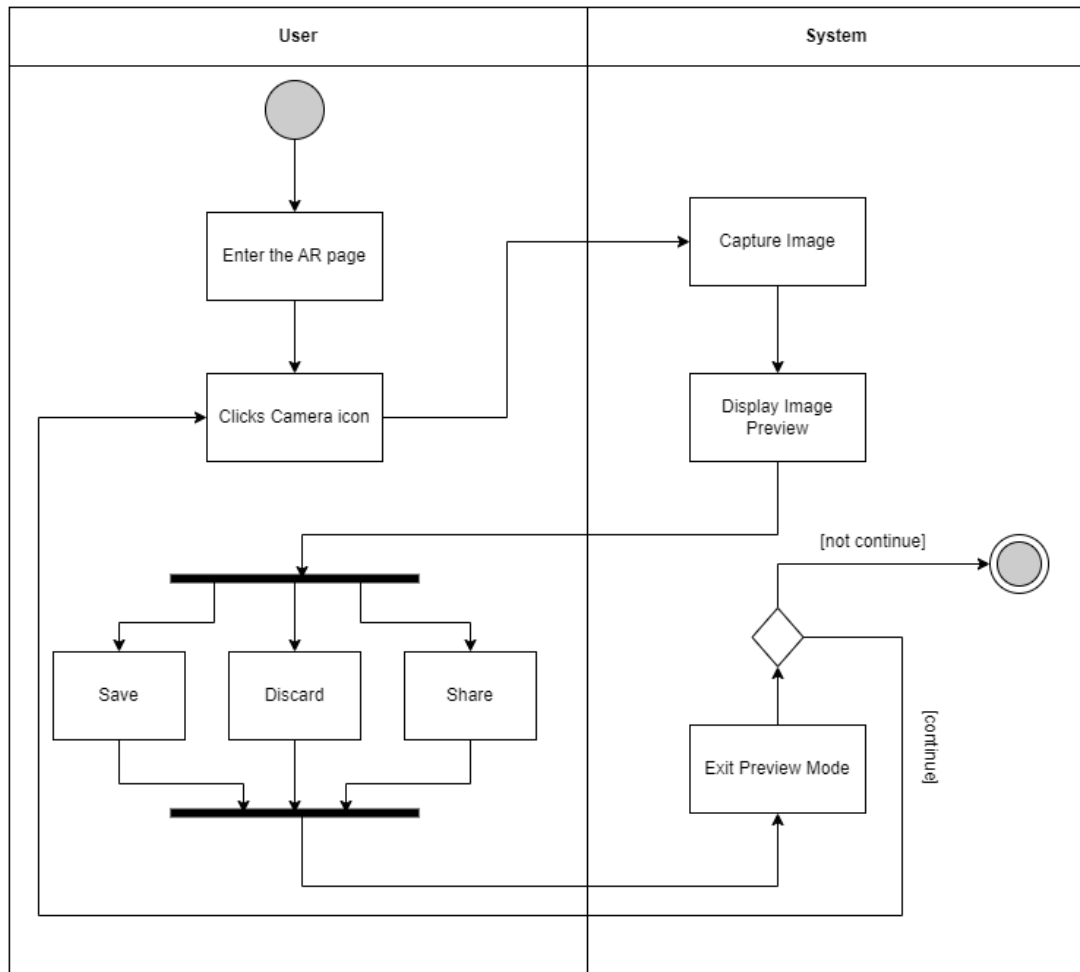 User
System
Enter the AR page
Capture Image
Clicks Camera icon
Display Image
Preview
[not continue]
Save
Discard
Share
[continue]
Exit Preview Mode